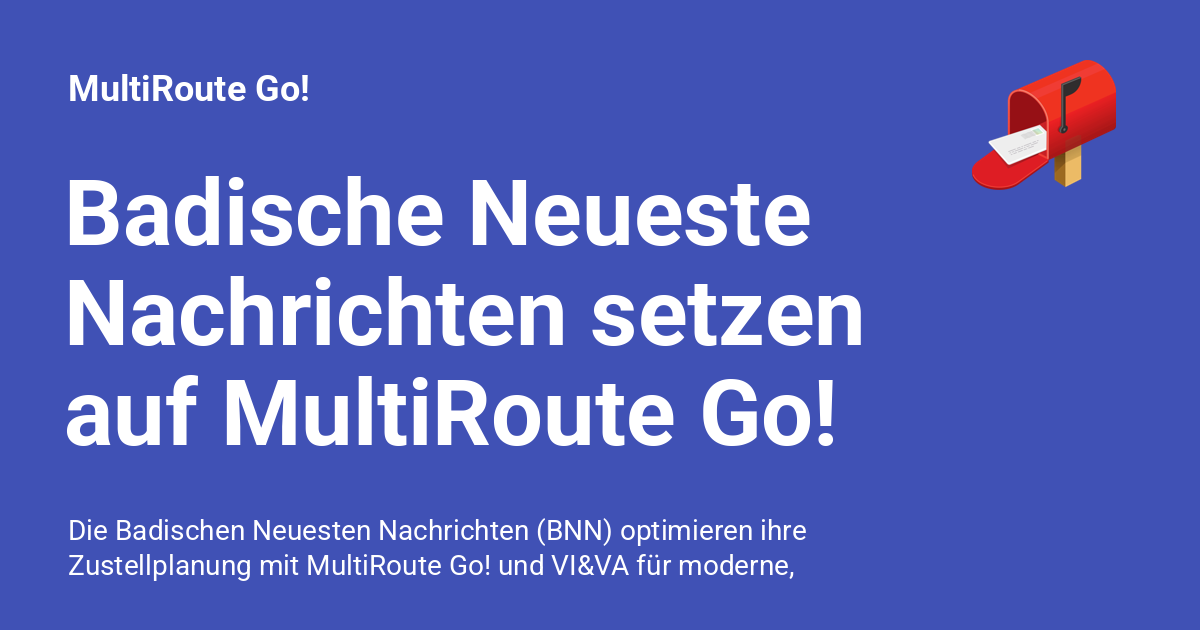 MultiRoute Go!
Badische Neueste
Nachrichten setzen
auf MultiRoute Go!
Die Badischen Neuesten Nachrichten (BNN) optimieren ihre
Zustellplanung mit MultiRoute Go! und VI&VA für moderne,